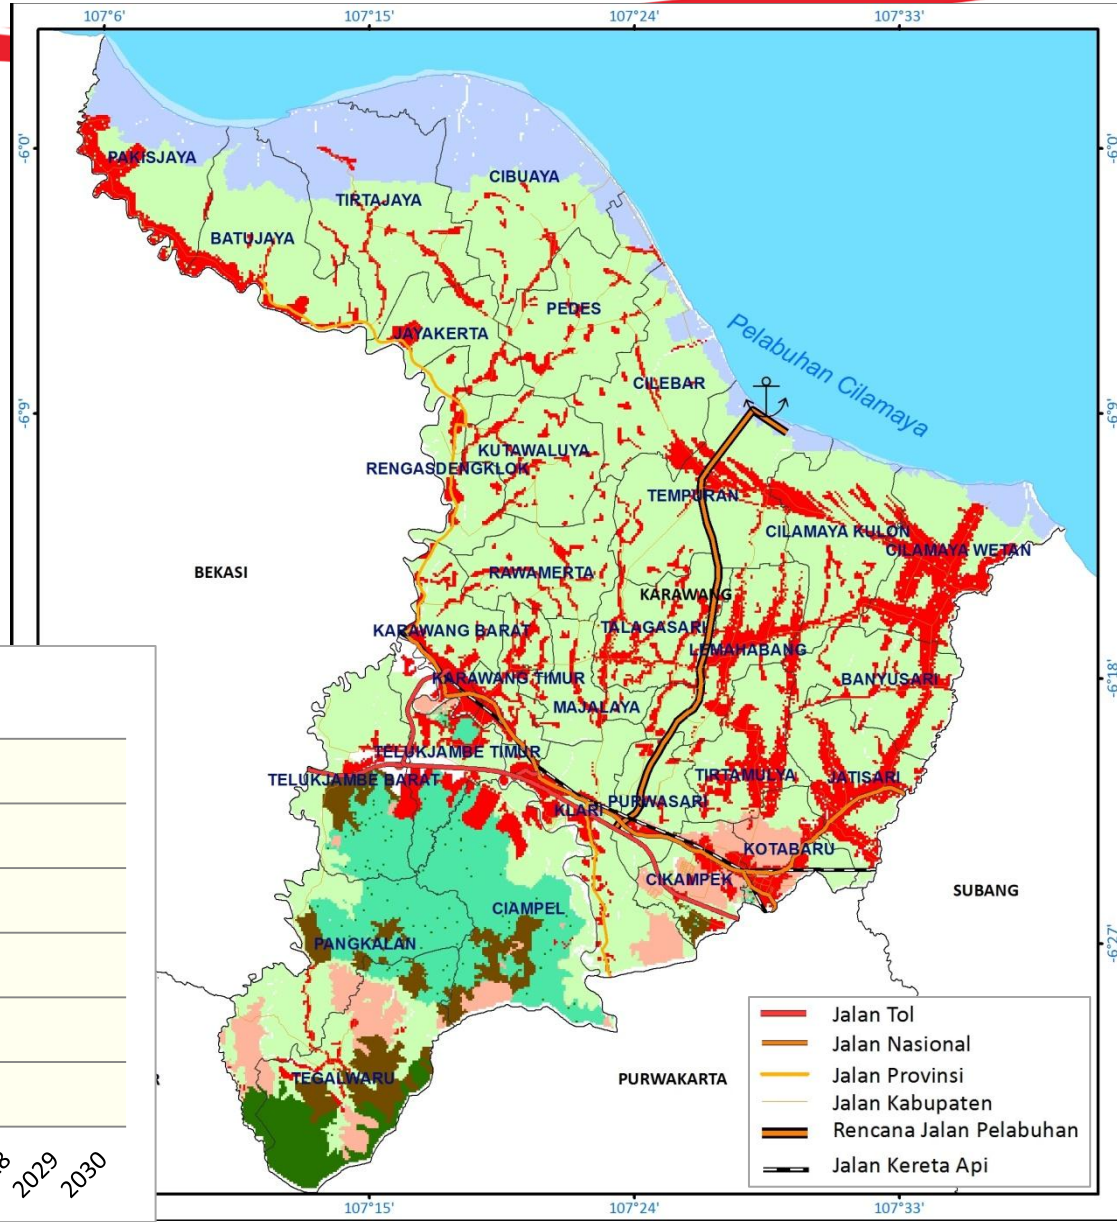 107°6'
107°15'
107°24'
107°33'
-6°0'
-6°0'
PAKISJAYA
CIBUAYA
TIRTAJAYA
BATUJAYA
PEDES
JAYAKERTA
Pelabuhan Cilamaya
CILEBAR
-6°9'
-6°9'
KUTAWALUYA
RENGASDENGKLOK
TEMPURAN
CILAMAYA KULON
CILAMAYA WETAN
BEKASI
RAWAMERTA
KARAWANG
KARAWANG BARAT
TALAGASARI
LEMAHABANG
-6°18'
KARAWANG TIMUR
BANYUSARI
MAJALAYA
TELUKJAMBE TIMUR
TELUKJAMBE BARAT
TIRTAMULYA
JATISARI
PURWASARI
KLARI
KOTABARU
CIKAMPEK
SUBANG
CIAMPEL
PANGKALAN
-6°27'
TEGALWARU
PURWAKARTA
Jalan Tol
Jalan Nasional
Jalan Provinsi
Jalan Kabupaten
Rencana Jalan Pelabuhan
Jalan Kereta Api
2029
2030
107°15'
107°24'
107°33'